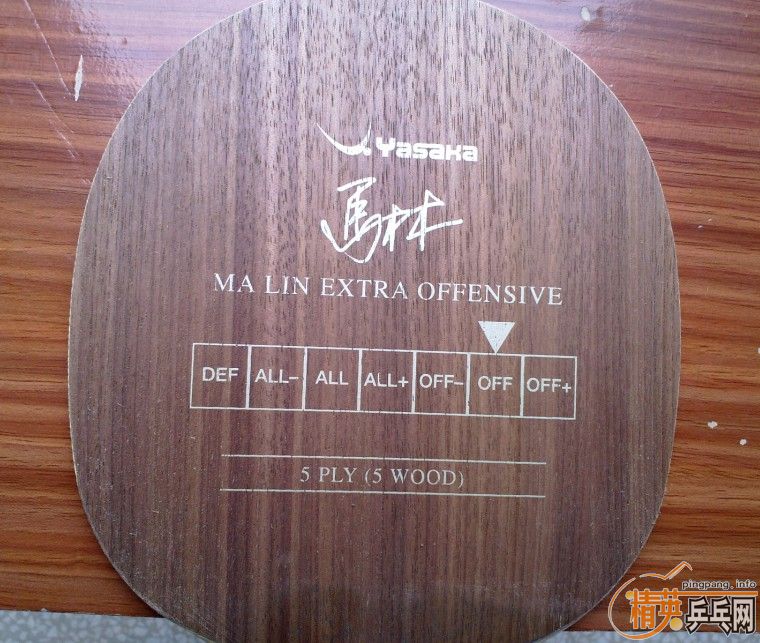 Yasaka
馬林
MA LIN EXTRA OFFENSIVE
DEF ALL- ALL ALL+ OFF- OFF OFF+
5 PLY (5 WOOD)
pingpang.info
精英乒乓网